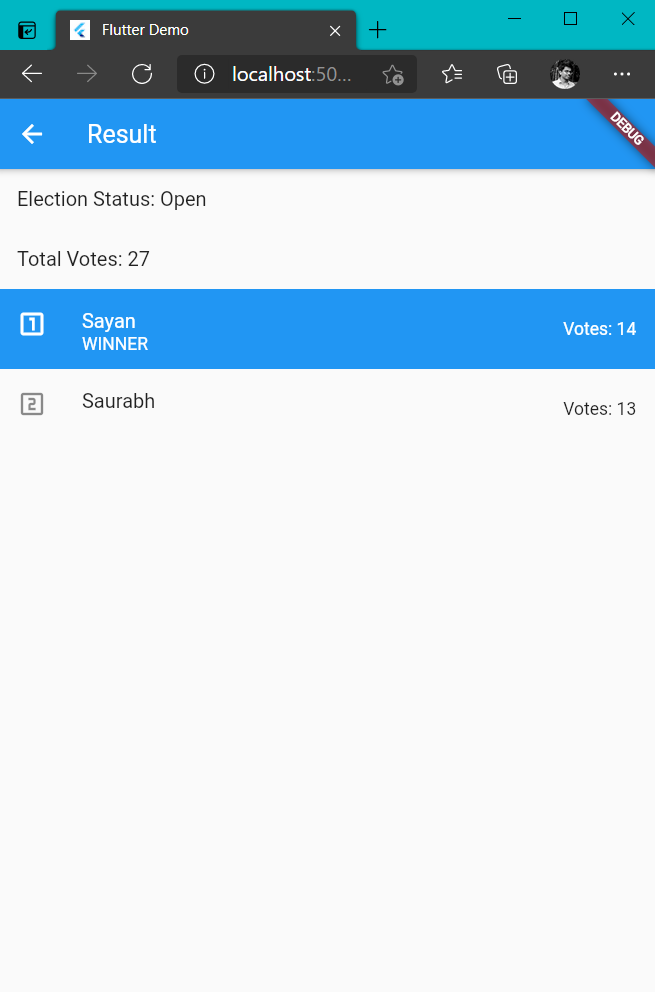 Flutter Demo
localhost:50...
Result
DEBUG
Election Status: Open
Total Votes: 27
1 Sayan Votes: 14
WINNER
2 Saurabh Votes: 13